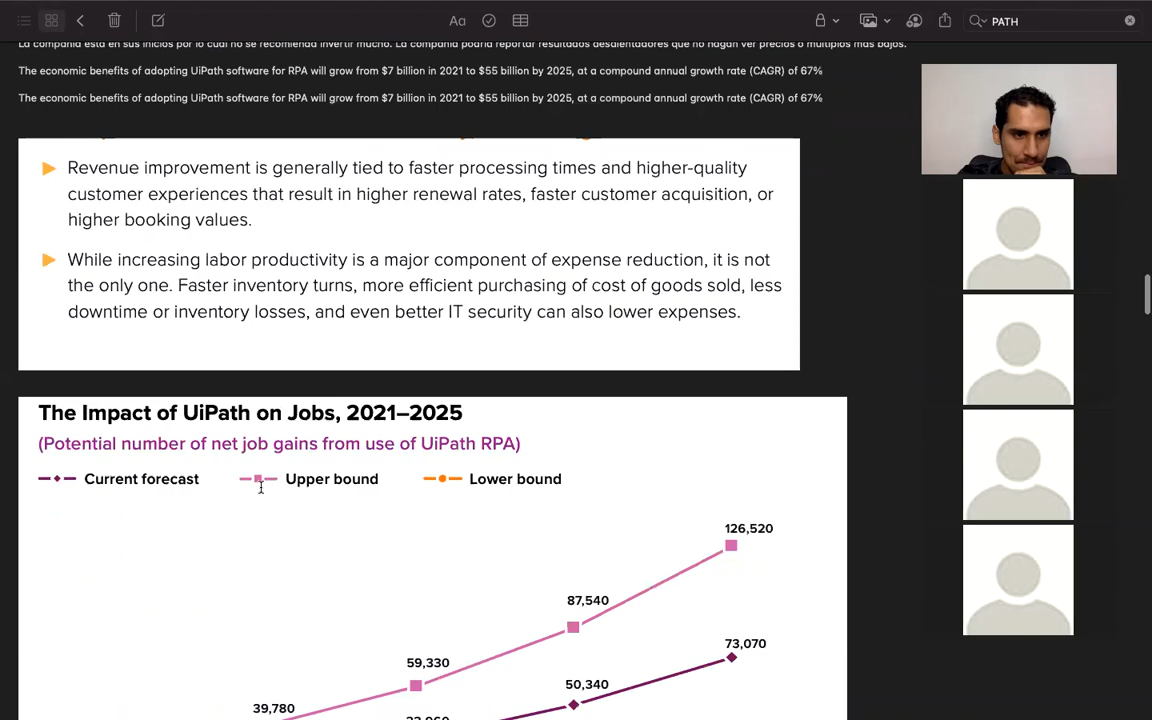 Aa
PATH
La compañía está en sus inicios por lo cual no se recomienda invertir mucho. La compañía podría reportar resultados desalentadores que no hagan ver precios o múltiplos más bajos.
The economic benefits of adopting UiPath software for RPA will grow from $7 billion in 2021 to $55 billion by 2025, at a compound annual growth rate (CAGR) of 67%
The economic benefits of adopting UiPath software for RPA will grow from $7 billion in 2021 to $55 billion by 2025, at a compound annual growth rate (CAGR) of 67%
Revenue improvement is generally tied to faster processing times and higher-quality
customer experiences that result in higher renewal rates, faster customer acquisition, or
higher booking values.
While increasing labor productivity is a major component of expense reduction, it is not
the only one. Faster inventory turns, more efficient purchasing of cost of goods sold, less
downtime or inventory losses, and even better IT security can also lower expenses.
The Impact of UiPath on Jobs, 2021–2025
(Potential number of net job gains from use of UiPath RPA)
Current forecast Upper bound Lower bound
126,520
87,540
73,070
59,330
50,340
39,780